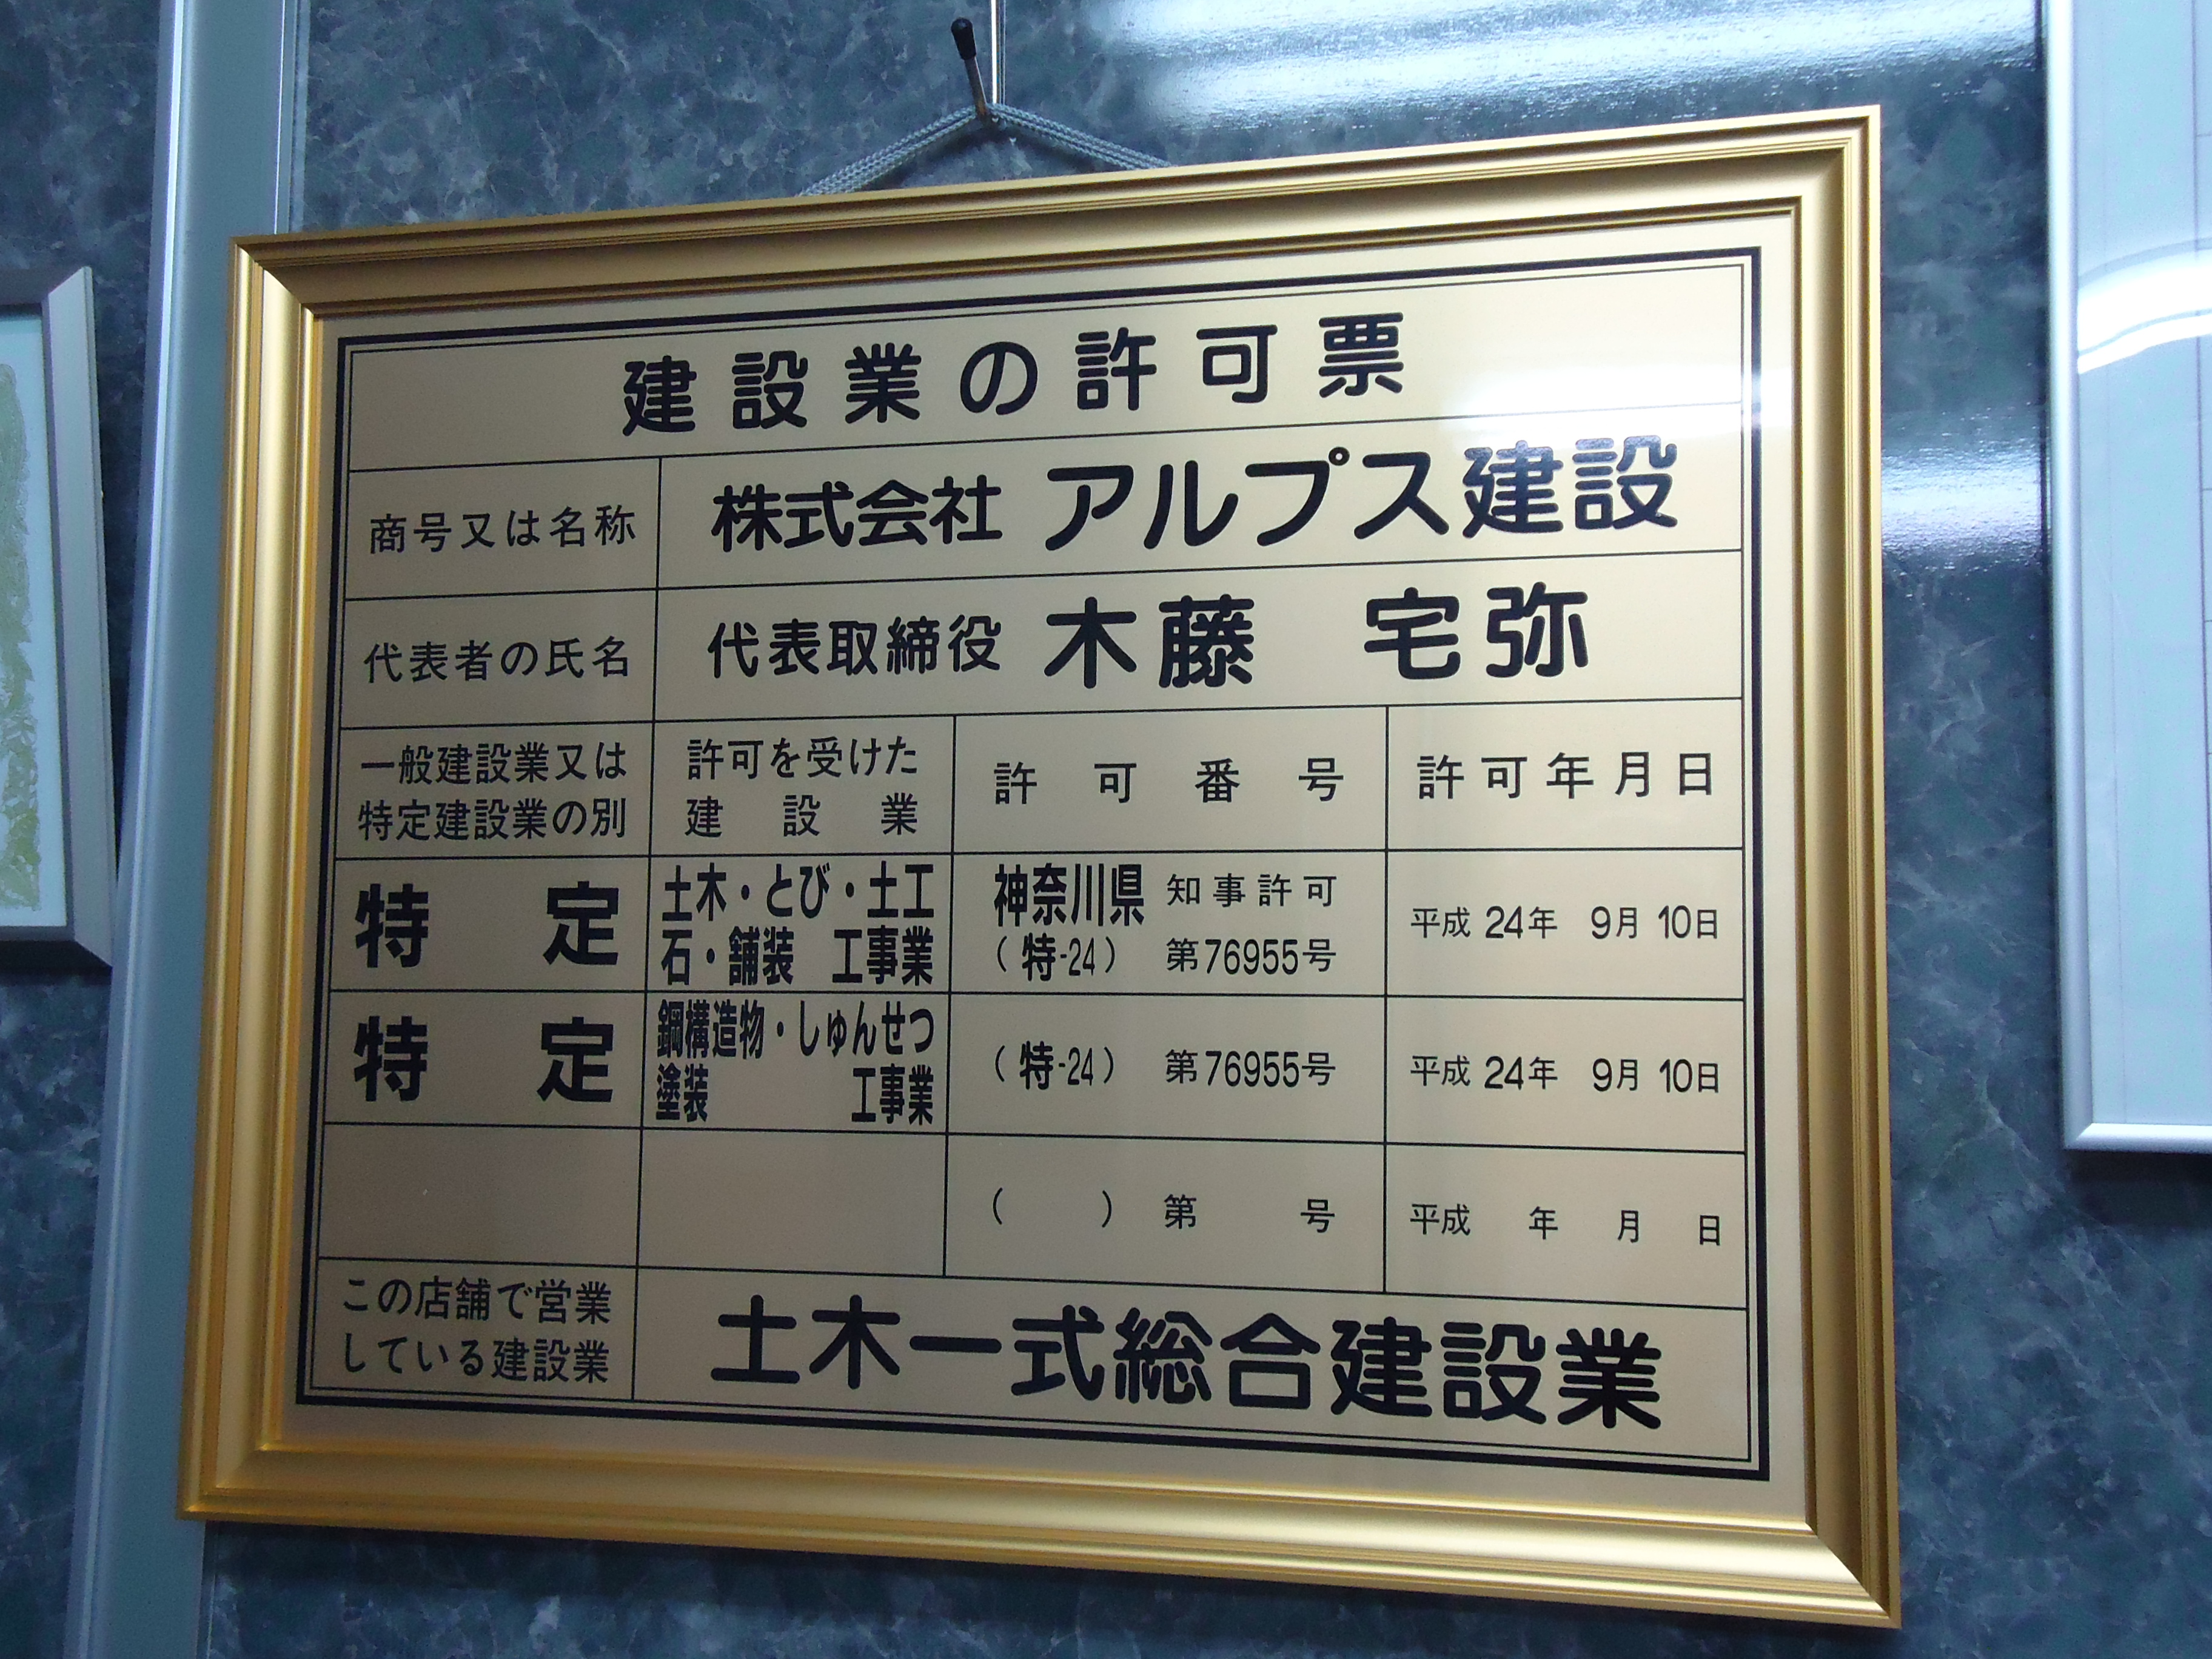 建設業の許可票
商号又は名称 株式会社 アルプス建設
代表者の氏名 代表取締役 木藤 宅弥
一般建設業又は
特定建設業の別
許可を受けた
建設業
許可番号
許可年月日
特定
土木・とび・土工
石・舗装 工事業
神奈川県 知事許可
(特-24) 第76955号
平成 24年 9月 10日
特定
鋼構造物・しゅんせつ
塗装 工事業
(特-24) 第76955号
平成 24年 9月 10日
( ) 第 号
平成 年 月 日
この店舗で営業
している建設業
土木一式総合建設業